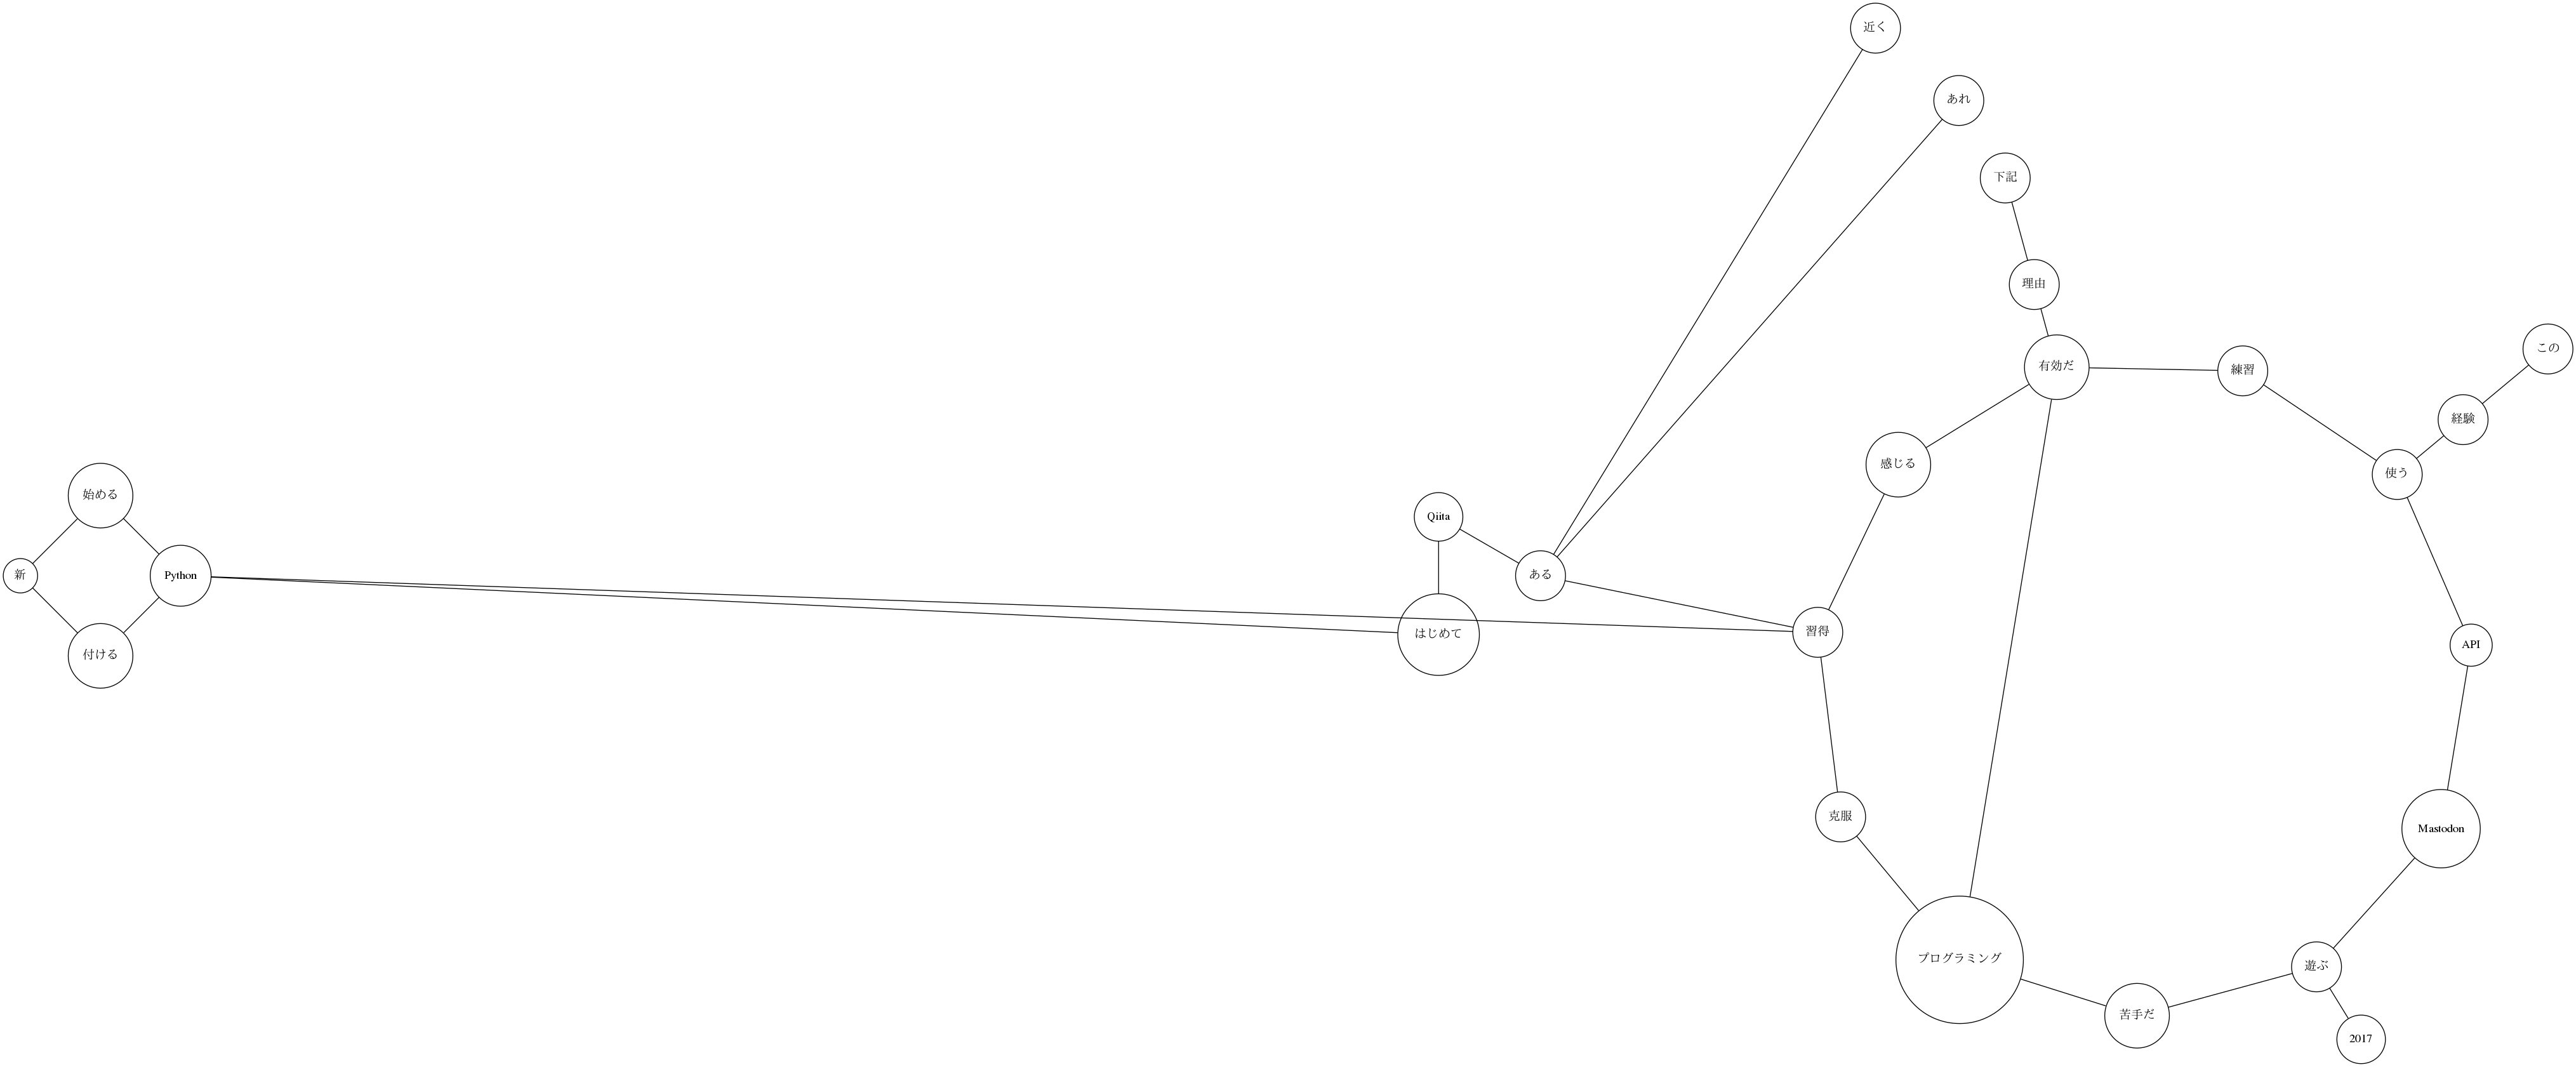 近く
あれ
下記
理由
この
有効だ
練習
経験
感じる
使う
始める
Qiita
新
Python
ある
はじめて
習得
API
付ける
克服
Mastodon
プログラミング
遊ぶ
苦手だ
2017